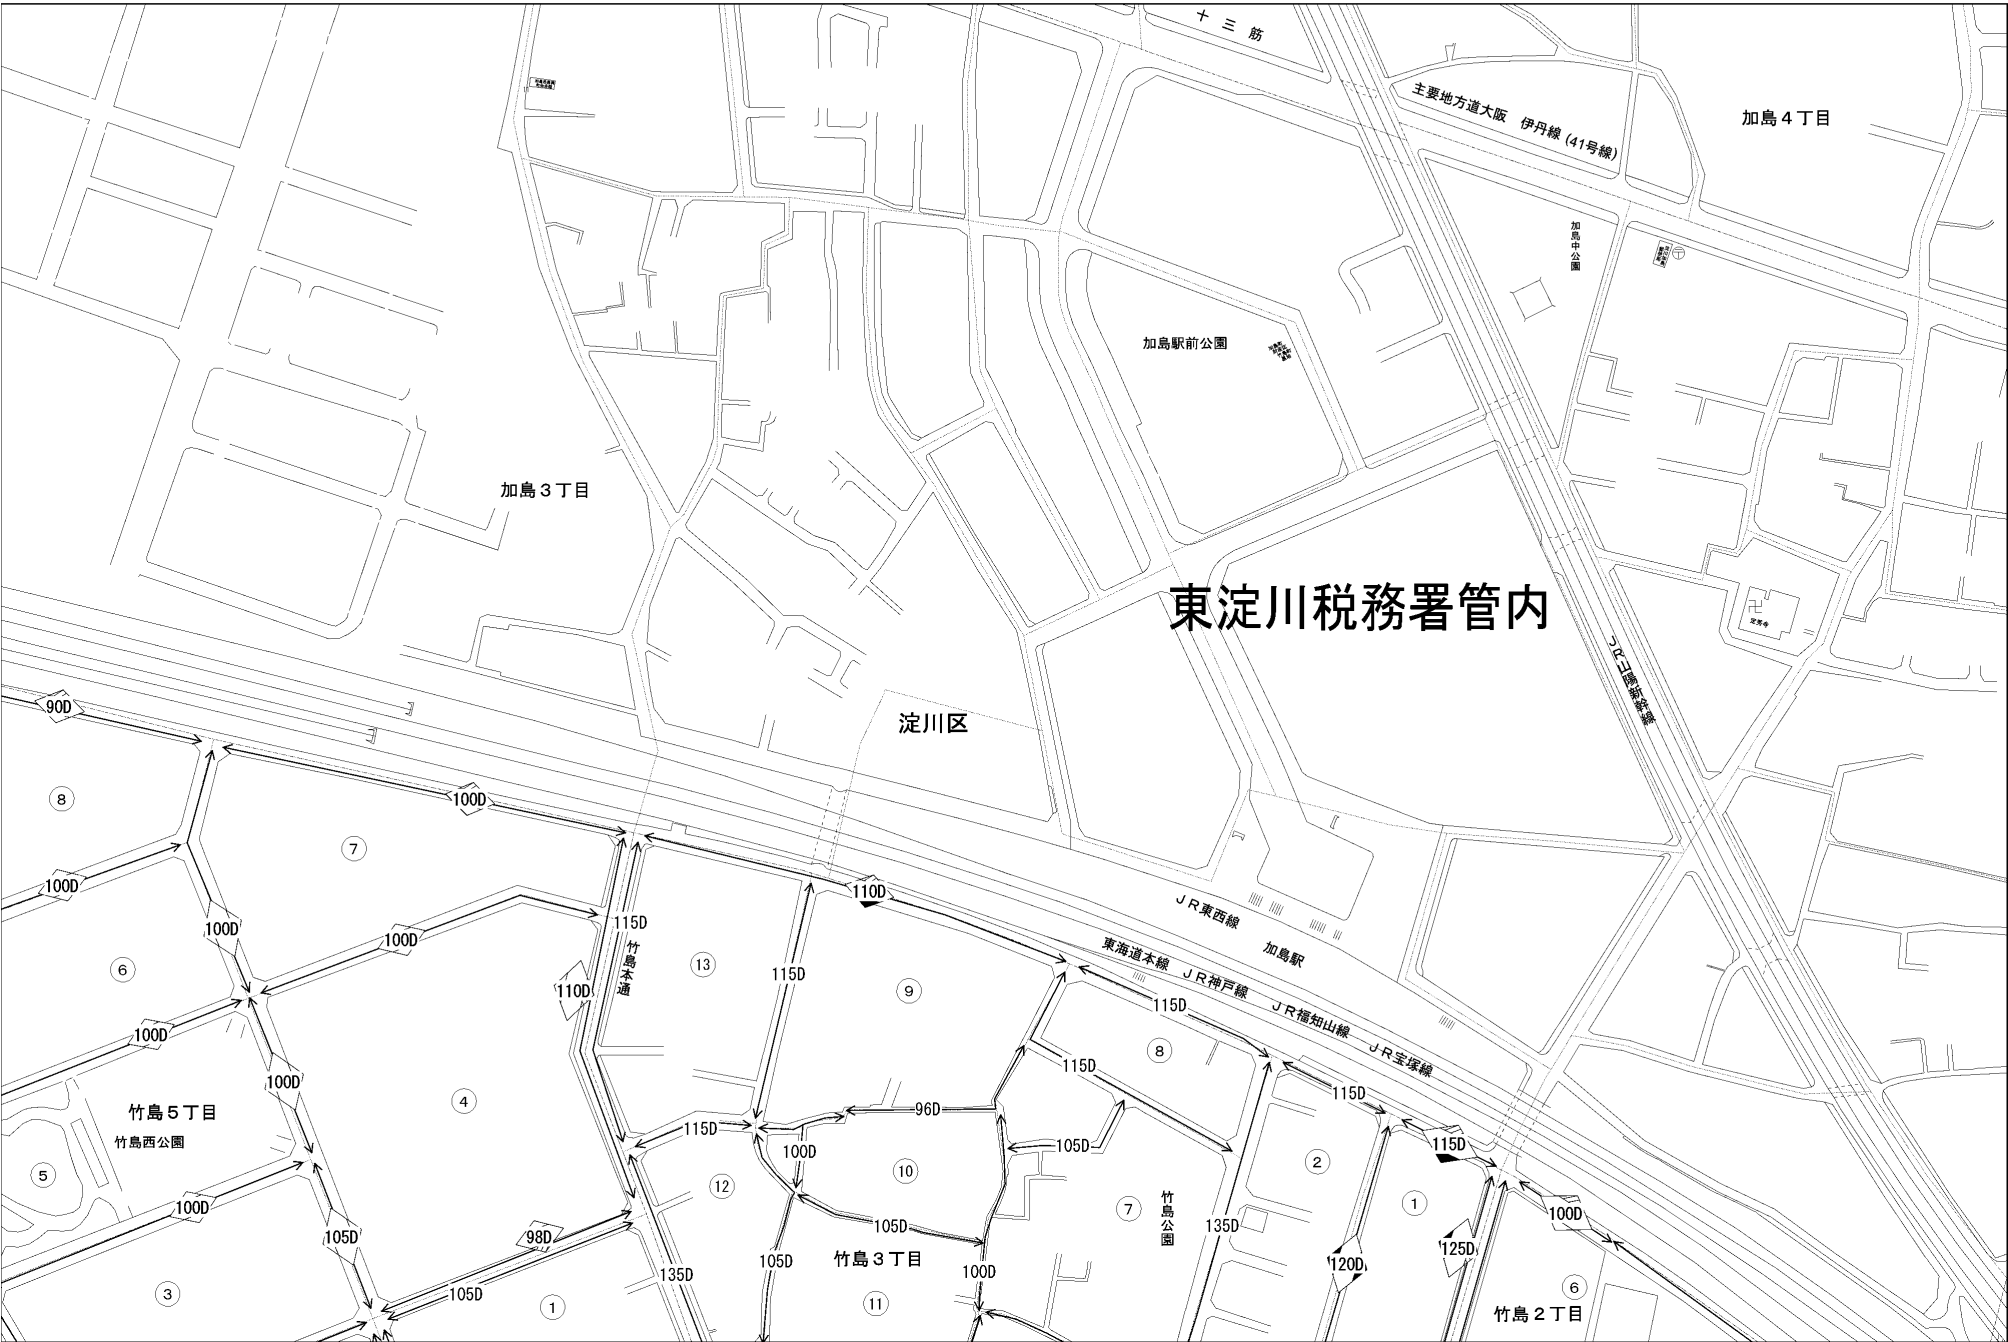 十三筋
主要地方道大阪 伊丹線(41号線)
加島4丁目
加島中公園
加島駅前公園
加島3丁目
東淀川税務署管内
定秀寺
JR山陽新幹線
淀川区
90D
100D
⑧
⑦
100D
110D
100D
100D
115D
竹島本通
⑬
115D
⑨
110D
⑥
100D
JR東西線
加島駅
東海道本線 JR神戸線 JR福知山線 JR宝塚線
115D
⑧
115D
115D
100D
④
96D
竹島5丁目
竹島西公園
⑤
115D
100D
⑩
105D
②
115D
100D
⑫
105D
⑦
竹島公園
①
100D
105D
98D
135D
竹島3丁目
105D
100D
135D
120D
125D
③
105D
①
⑪
⑥
竹島2丁目